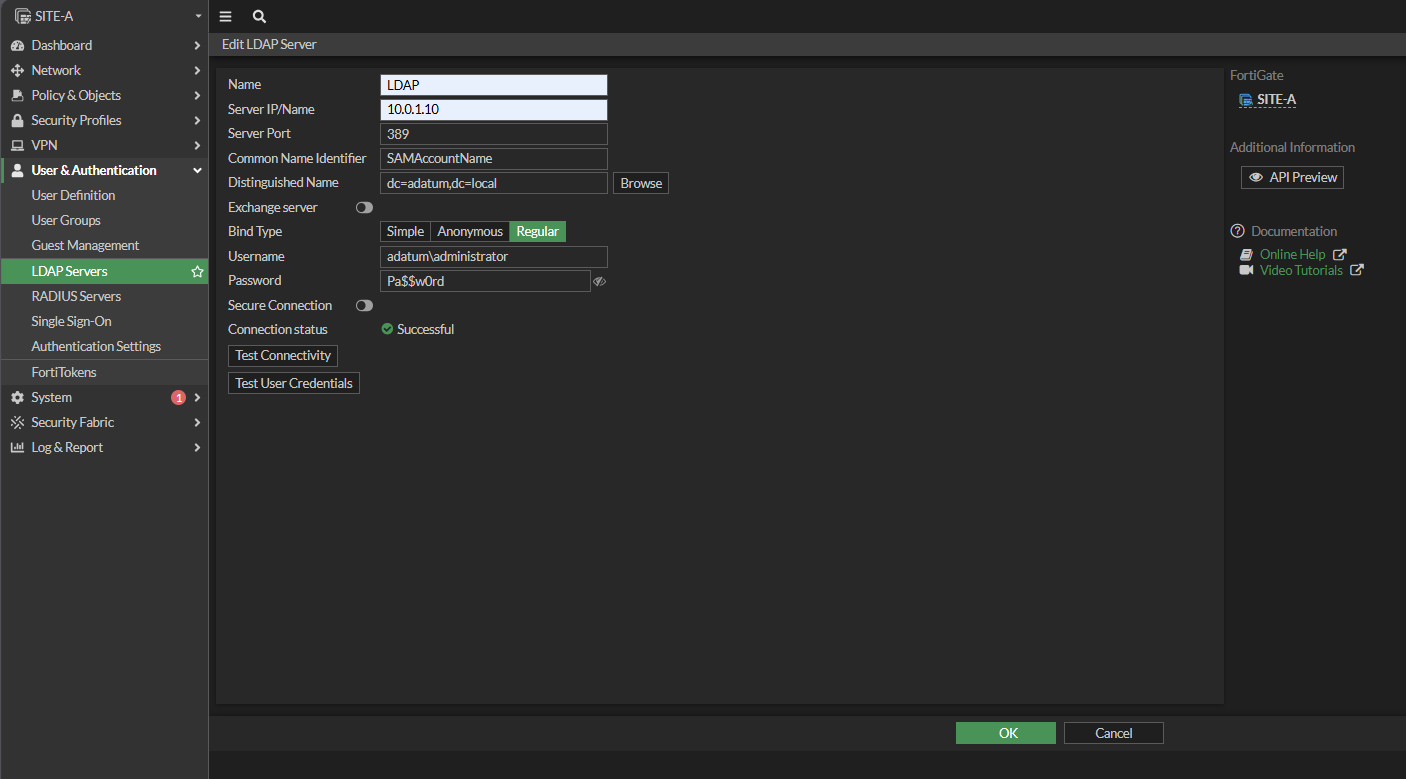 SITE-A
Edit LDAP Server
Dashboard
Network
Policy & Objects
Security Profiles
VPN
User & Authentication
User Definition
User Groups
Guest Management
LDAP Servers
RADIUS Servers
Single Sign-On
Authentication Settings
FortiTokens
System 1
Security Fabric
Log & Report
Name LDAP
Server IP/Name 10.0.1.10
Server Port 389
Common Name Identifier SAMAccountName
Distinguished Name dc=adatum,dc=local Browse
Exchange server
Bind Type Simple Anonymous Regular
Username adatum\administrator
Password Pa$$w0rd
Secure Connection
Connection status Successful
Test Connectivity
Test User Credentials
OK Cancel
FortiGate
SITE-A
Additional Information
API Preview
Documentation
Online Help
Video Tutorials